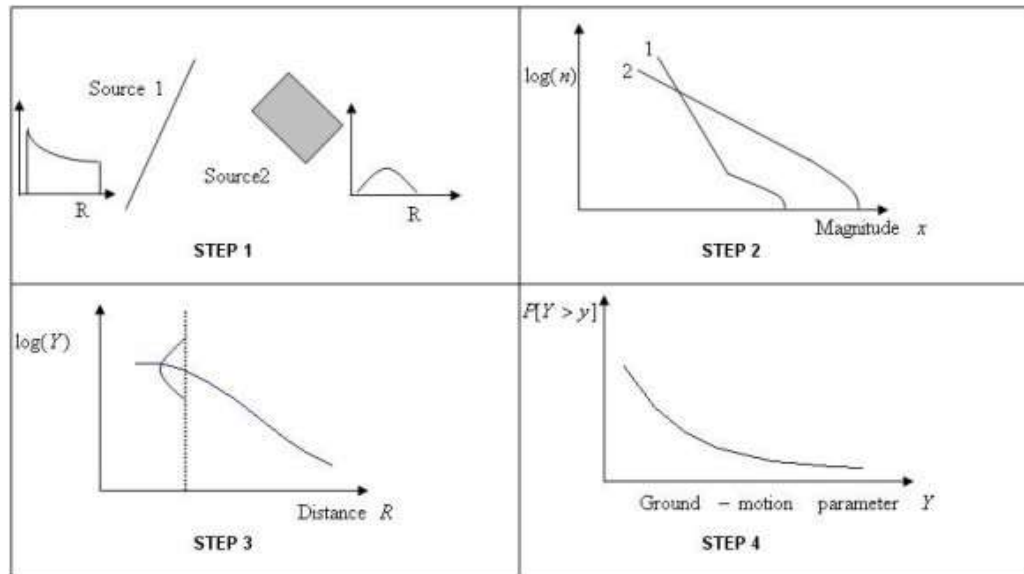 Source 1
R
Source2
R
STEP 1
log(n)
1
2
Magnitude x
STEP 2
log(Y)
Distance R
STEP 3
P[Y > y]
Ground – motion parameter Y
STEP 4